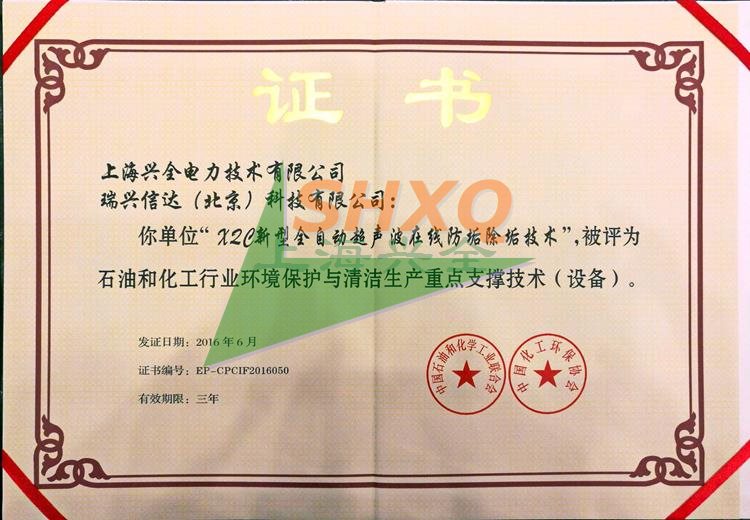 证书
上海兴全电力技术有限公司
瑞兴信达（北京）科技有限公司：
你单位“X2C新型全自动超声波在线防垢除垢技术”，被评为
石油和化工行业环境保护与清洁生产重点支撑技术（设备）。
SHXQ
上海兴全
发证日期：2016年6月
证书编号：EP-CPCIF2016050
有效期限：三年
中国石油和化学工业联合会
中国化工环保协会